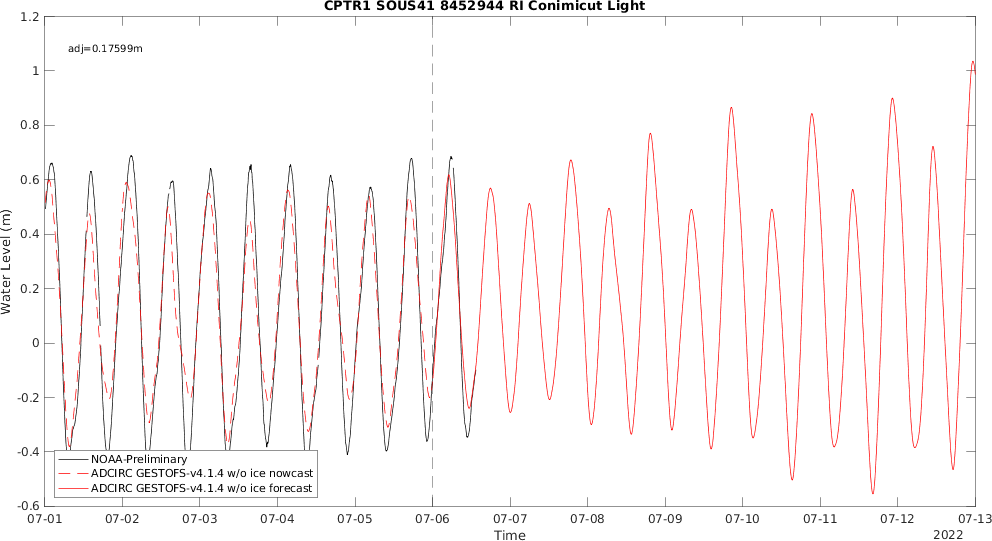 CPTR1 SOUS41 8452944 RI Conimicut Light
adj=0.17599m
1.2
1
0.8
0.6
0.4
0.2
0
-0.2
-0.4
-0.6
Water Level (m)
NOAA-Preliminary
ADCIRC GESTOFS-v4.1.4 w/o ice nowcast
ADCIRC GESTOFS-v4.1.4 w/o ice forecast
07-01 07-02 07-03 07-04 07-05 07-06 07-07 07-08 07-09 07-10 07-11 07-12 07-13
Time
2022